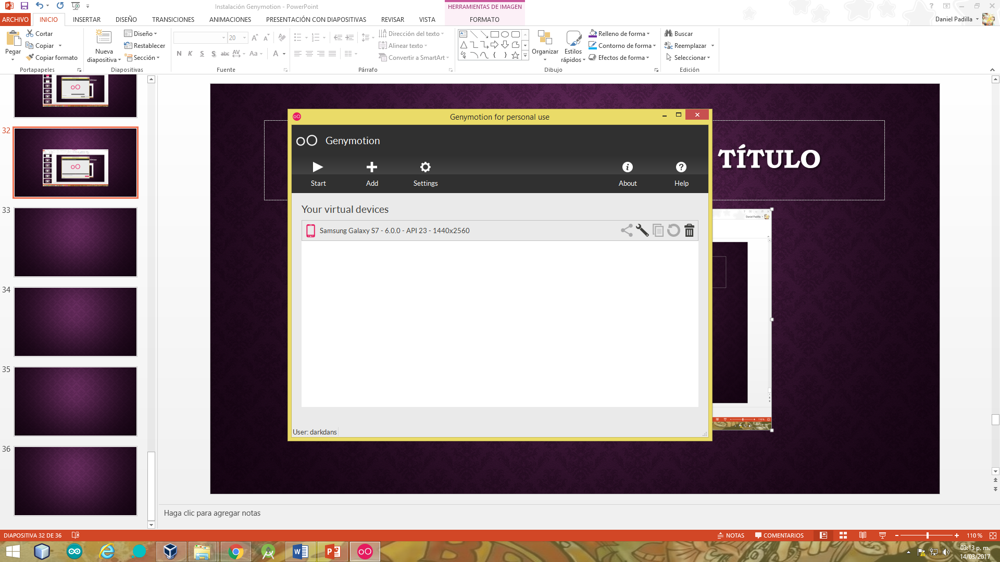 Instalación Genymotion - PowerPoint
HERRAMIENTAS DE IMAGEN
ARCHIVO INICIO INSERTAR DISEÑO TRANSICIONES ANIMACIONES PRESENTACIÓN CON DIAPOSITIVAS REVISAR VISTA FORMATO Daniel Padilla
Pegar
Cortar
Copiar
Copiar formato
Portapapeles
Nueva diapositiva
Diseño
Restablecer
Sección
Diapositivas
20
N K S S abc AV Aa A
Fuente
Dirección del texto
Alinear texto
Convertir a SmartArt
Párrafo
Organizar
Estilos rápidos
Relleno de forma
Contorno de forma
Efectos de forma
Dibujo
Buscar
Reemplazar
Seleccionar
Edición
32
33
34
35
36
TÍTULO
Genymotion for personal use
Genymotion
Start Add Settings About Help
Your virtual devices
Samsung Galaxy S7 - 6.0.0 - API 23 - 1440x2560
User: darkdans
Daniel Padilla
Haga clic para agregar notas
DIAPOSITIVA 32 DE 36 NOTAS COMENTARIOS 110 %
03:13 p. m.
14/03/2017